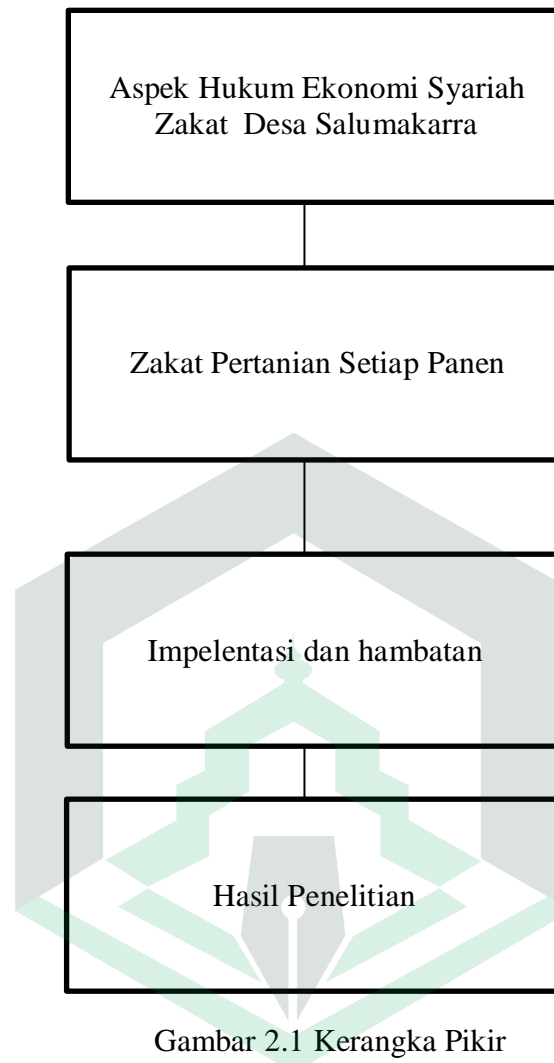 Aspek Hukum Ekonomi Syariah
Zakat Desa Salumakarra
Zakat Pertanian Setiap Panen
Impelentasi dan hambatan
Hasil Penelitian
Gambar 2.1 Kerangka Pikir